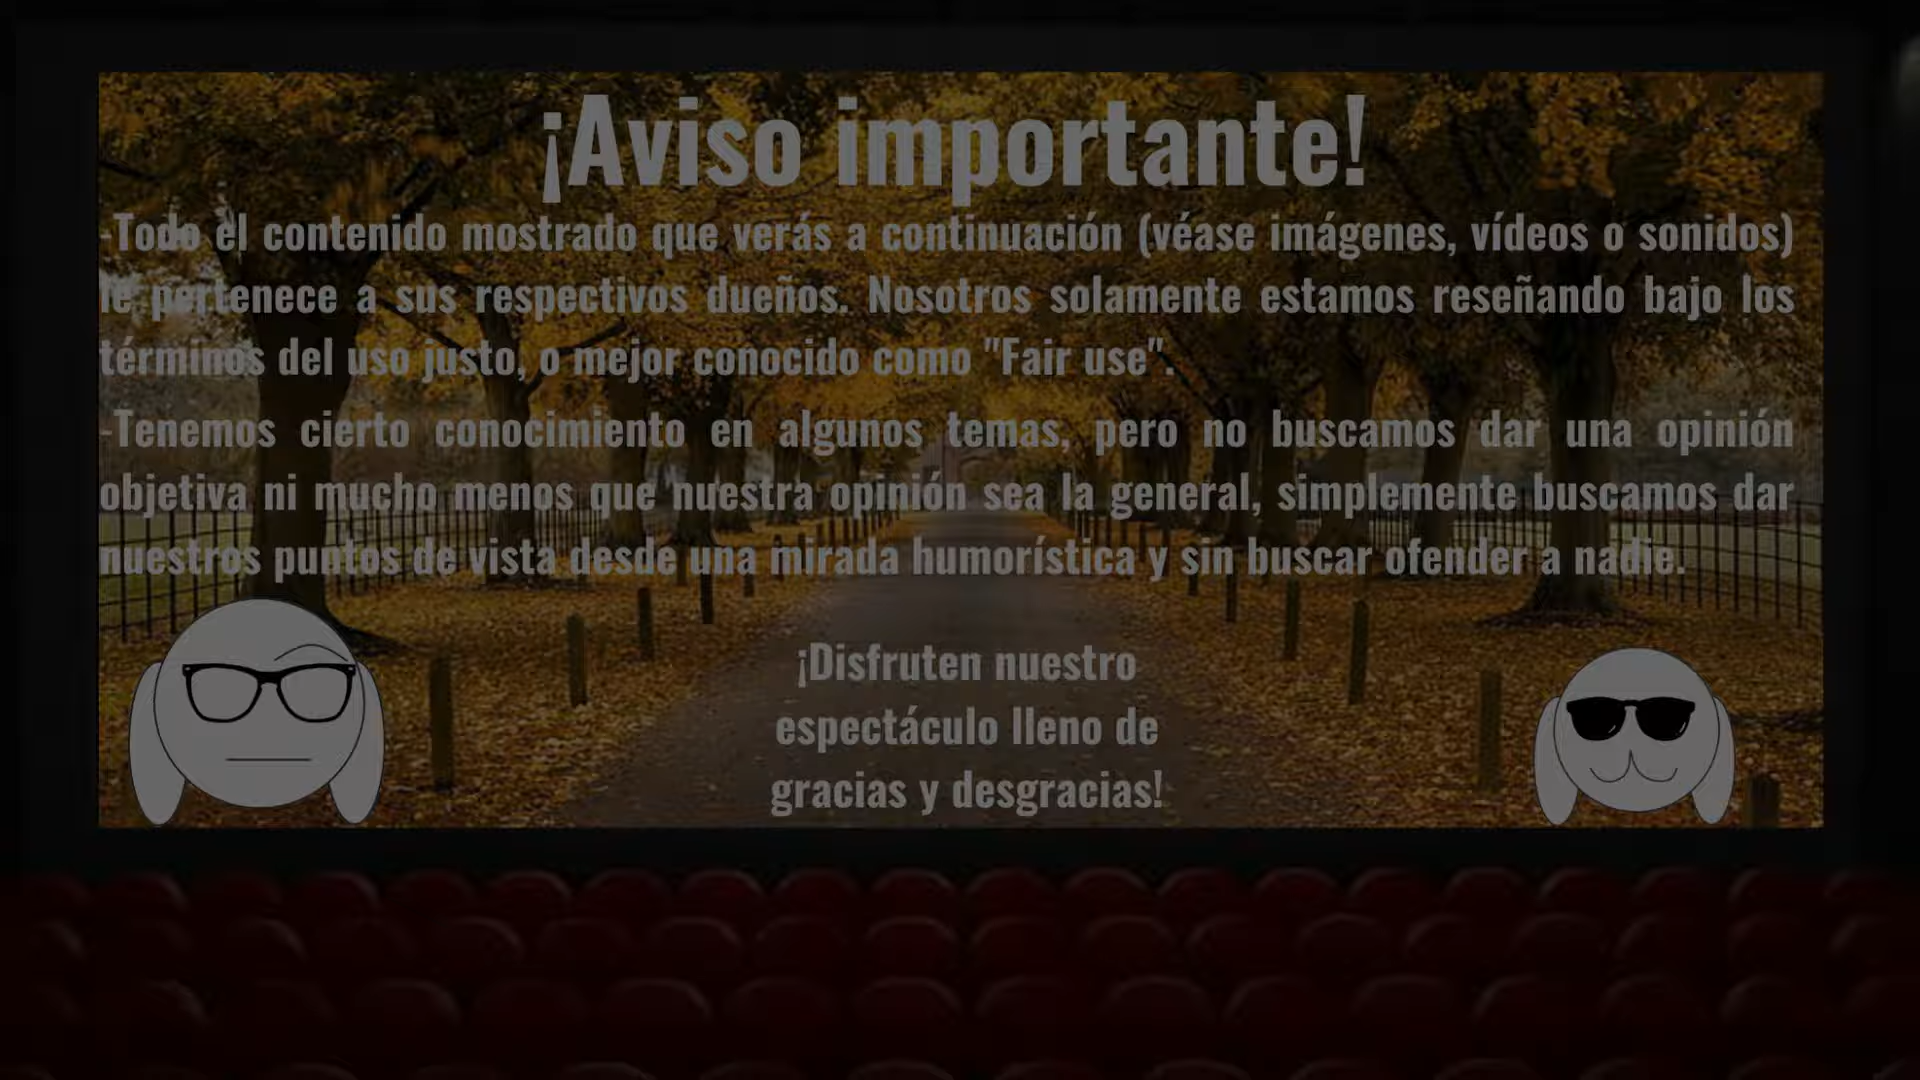 ¡Aviso importante!
-Todo el contenido mostrado que verás a continuación (véase imágenes, vídeos o sonidos)
le pertenece a sus respectivos dueños. Nosotros solamente estamos reseñando bajo los
términos del uso justo, o mejor conocido como "Fair use".
-Tenemos cierto conocimiento en algunos temas, pero no buscamos dar una opinión
objetiva ni mucho menos que nuestra opinión sea la general, simplemente buscamos dar
nuestros puntos de vista desde una mirada humorística y sin buscar ofender a nadie.
¡Disfruten nuestro
espectáculo lleno de
gracias y desgracias!